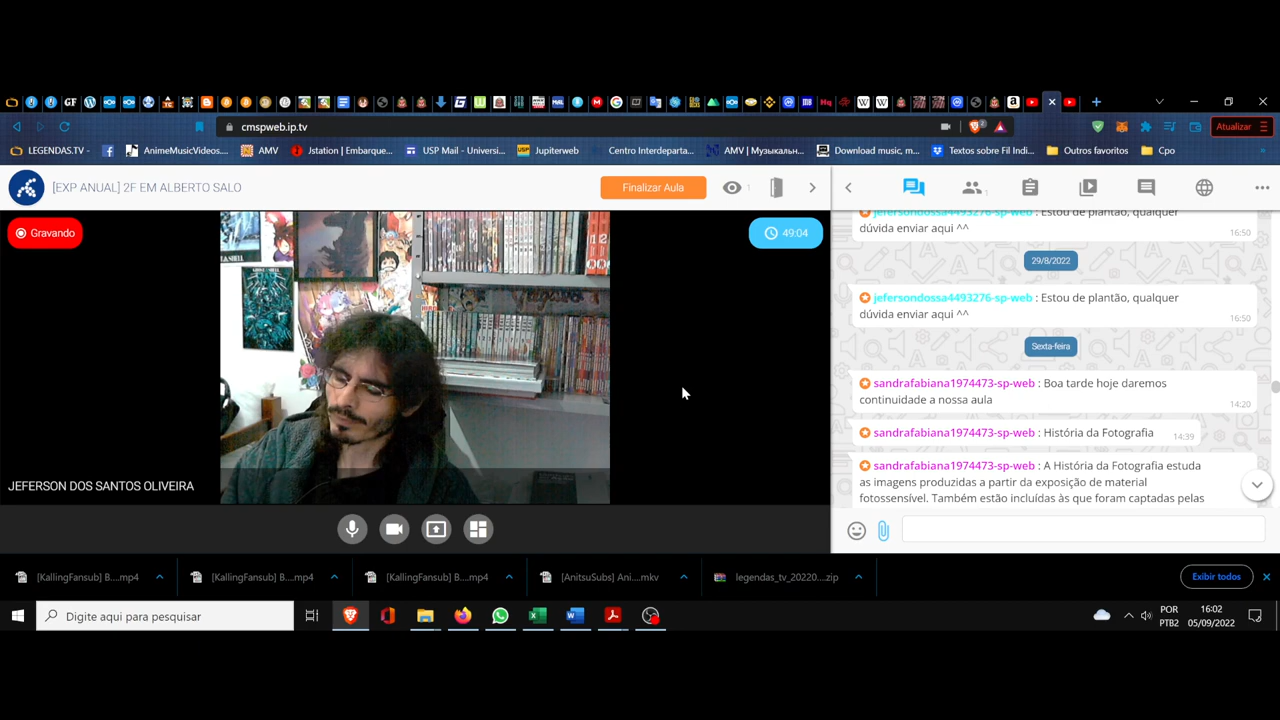 cmspweb.ip.tv
Atualizar
LEGENDAS.TV -
AnimeMusicVideos...
AMV
Jstation | Embarque...
USP Mail - Universi...
Jupiterweb
Centro Interdeparta...
AMV | Музыкальн...
Download music, m...
Textos sobre Fil Indi...
Outros favoritos
Cpo
[EXP ANUAL] 2F EM ALBERTO SALO
Finalizar Aula
1
1
Gravando
49:04
JEFERSON DOS SANTOS OLIVEIRA
jefersondossa4493276-sp-web : Estou de plantão, qualquer
dúvida enviar aqui ^^
16:50
29/8/2022
jefersondossa4493276-sp-web : Estou de plantão, qualquer
dúvida enviar aqui ^^
16:50
Sexta-feira
sandrafabiana1974473-sp-web : Boa tarde hoje daremos
continuidade a nossa aula
14:20
sandrafabiana1974473-sp-web : História da Fotografia
14:39
sandrafabiana1974473-sp-web : A História da Fotografia estuda
as imagens produzidas a partir da exposição de material
fotossensível. Também estão incluídas às que foram captadas pelas
[KallingFansub] B....mp4
[KallingFansub] B....mp4
[KallingFansub] B....mp4
[AnitsuSubs] Ani....mkv
legendas_tv_20220....zip
Exibir todos
Digite aqui para pesquisar
POR
PTB2
16:02
05/09/2022